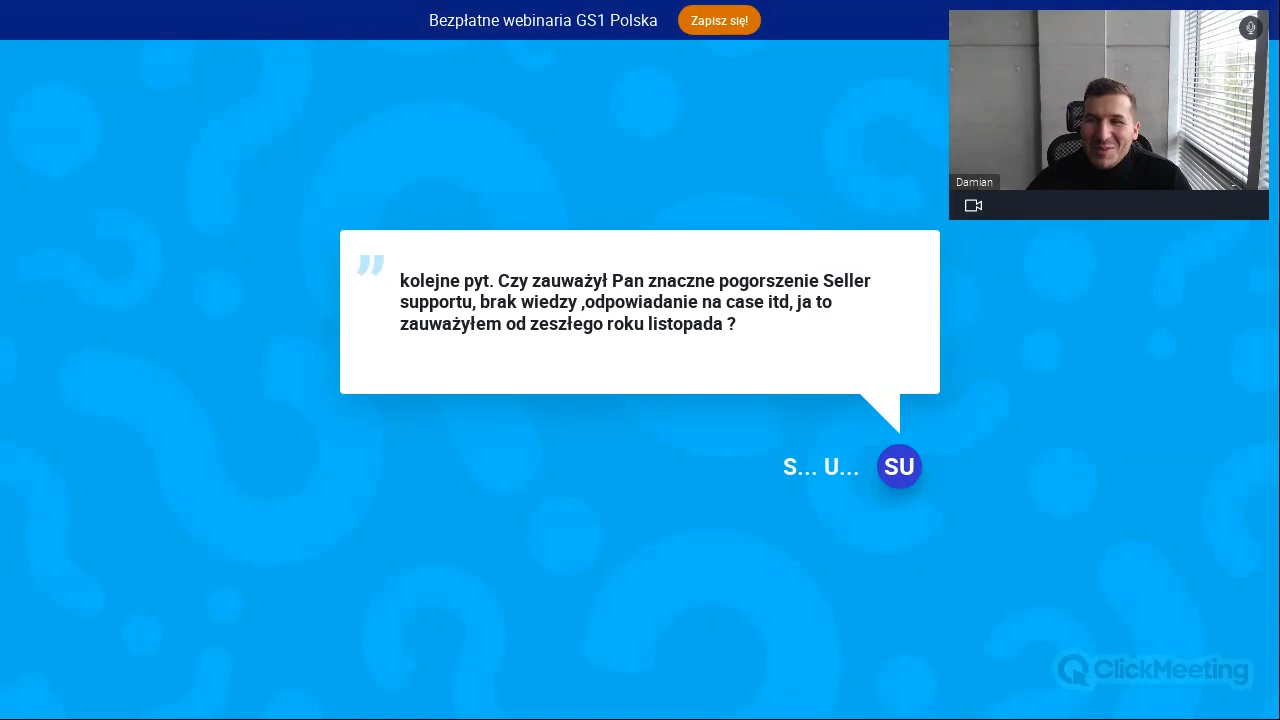 Bezpłatne webinaria GS1 Polska
Zapisz się!
Damian
kolejne pyt. Czy zauważył Pan znaczne pogorszenie Seller
supportu, brak wiedzy ,odpowiadanie na case itd, ja to
zauważyłem od zeszłego roku listopada ?
S... U...
SU
ClickMeeting